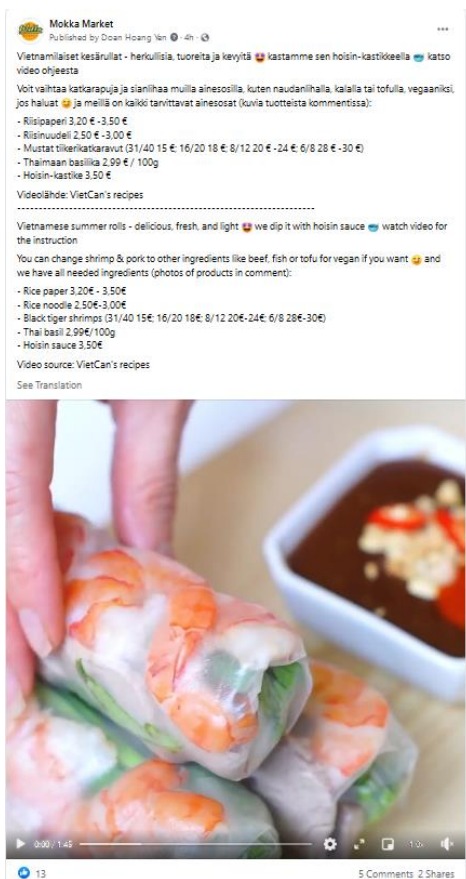 Mokka Market
Published by Doan Hoang Yen · 4h ·
Vietnamilaiset kesärullat - herkullisia, tuoreita ja kevyitä 🤩 kastamme sen hoisin-kastikkeella 🥣 katso
video ohjeesta
Voit vaihtaa katkarapuja ja sianlihaa muilla ainesosilla, kuten naudanlihalla, kalalla tai tofulla, vegaaniksi,
jos haluat 😉 ja meillä on kaikki tarvittavat ainesosat (kuvia tuotteista kommentissa):
- Riisipaperi 3,20 € -3,50 €
- Riisinuudeli 2,50 € -3,00 €
- Mustat tiikerikatkaravut (31/40 15 €; 16/20 18 €; 8/12 20 € -24 €; 6/8 28 € -30 €)
- Thaimaan basilika 2,99 € / 100g
- Hoisin-kastike 3,50 €
Videolähde: VietCan's recipes
----------------------------------------------------------------------
Vietnamese summer rolls - delicious, fresh, and light 🤩 we dip it with hoisin sauce 🥣 watch video for
the instruction
You can change shrimp & pork to other ingredients like beef, fish or tofu for vegan if you want 😉 and
we have all needed ingredients (photos of products in comment):
- Rice paper 3,20€ - 3,50€
- Rice noodle 2,50€-3,00€
- Black tiger shrimps (31/40 15€; 16/20 18€; 8/12 20€-24€; 6/8 28€-30€)
- Thai basil 2,99€/100g
- Hoisin sauce 3,50€
Video source: VietCan's recipes
See Translation
0:00 / 1:45 1.0x
13 5 Comments 2 Shares